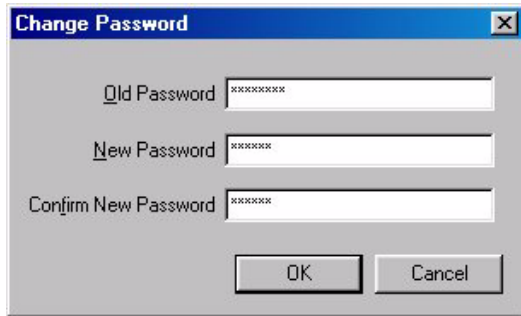 Change Password
Old Password ********
New Password ******
Confirm New Password ******
OK Cancel